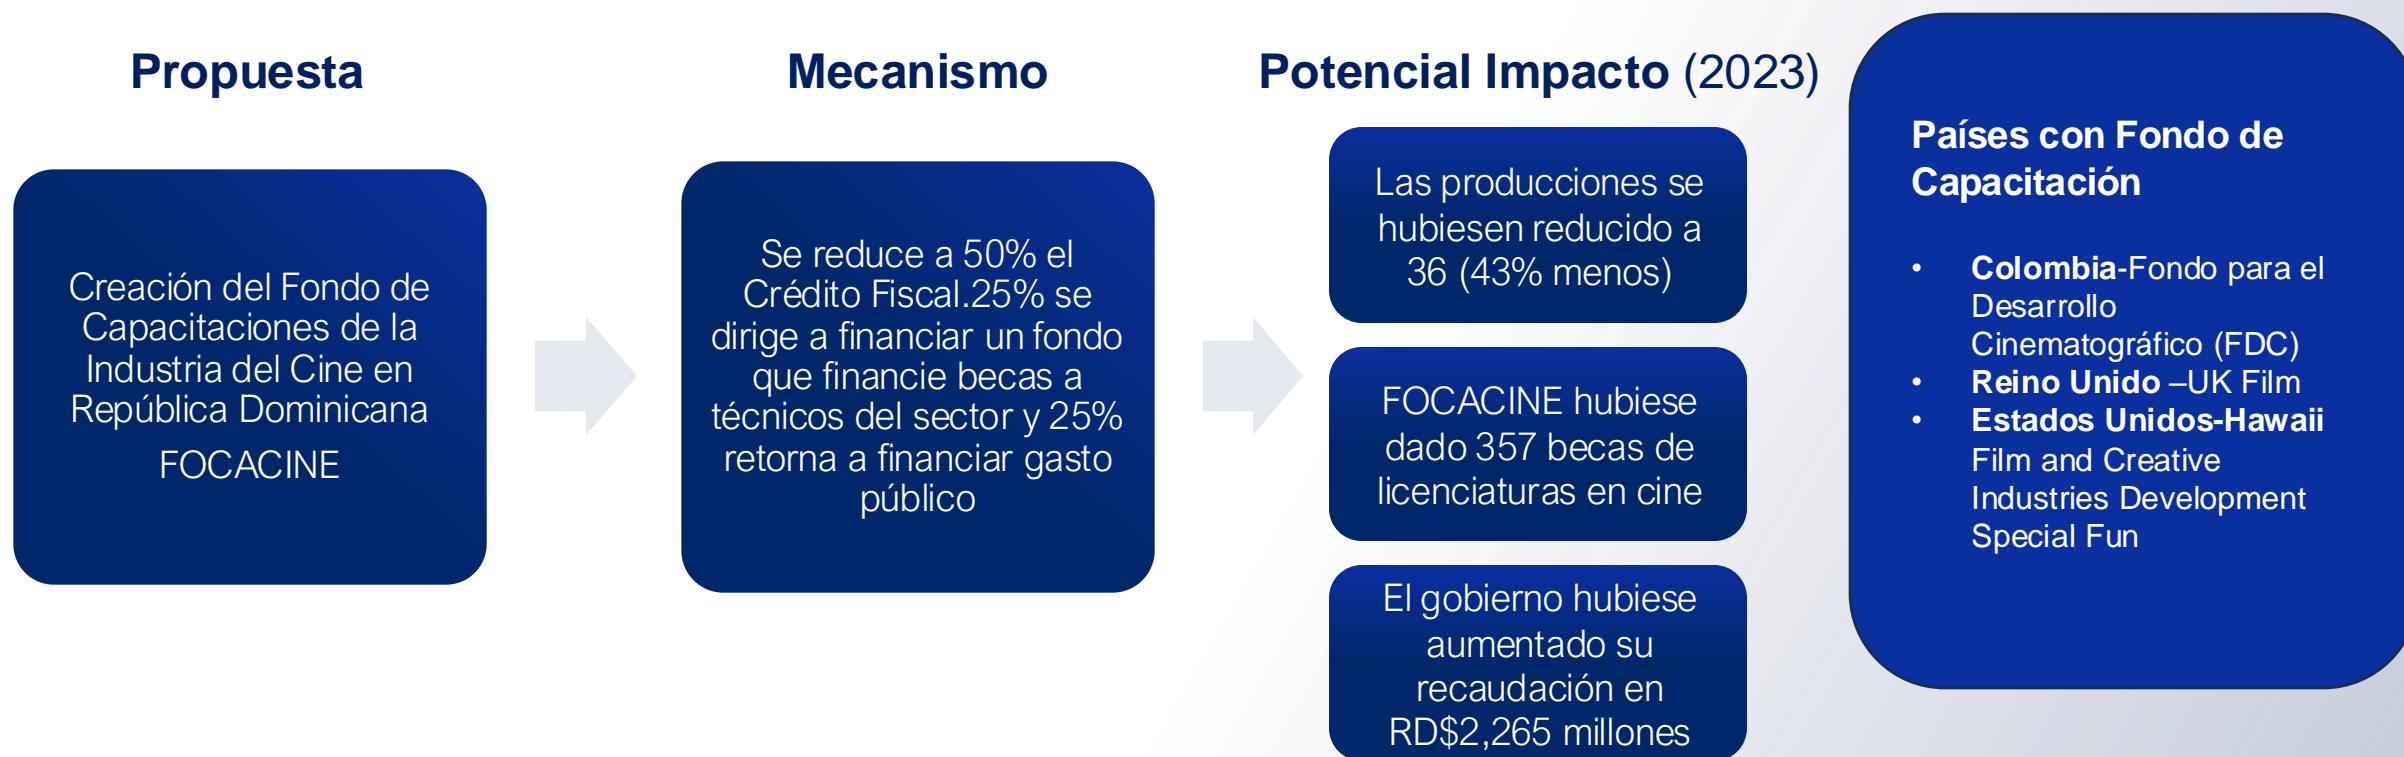 Propuesta
Creación del Fondo de
Capacitaciones de la
Industria del Cine en
República Dominicana
FOCACINE
Mecanismo
Se reduce a 50% el
Crédito Fiscal.25% se
dirige a financiar un fondo
que financie becas a
técnicos del sector y 25%
retorna a financiar gasto
público
Potencial Impacto (2023)
Las producciones se
hubiesen reducido a
36 (43% menos)
FOCACINE hubiese
dado 357 becas de
licenciaturas en cine
El gobierno hubiese
aumentado su
recaudación en
RD$2,265 millones
Países con Fondo de
Capacitación
• Colombia-Fondo para el
Desarrollo
Cinematográfico (FDC)
• Reino Unido –UK Film
• Estados Unidos-Hawaii
Film and Creative
Industries Development
Special Fun